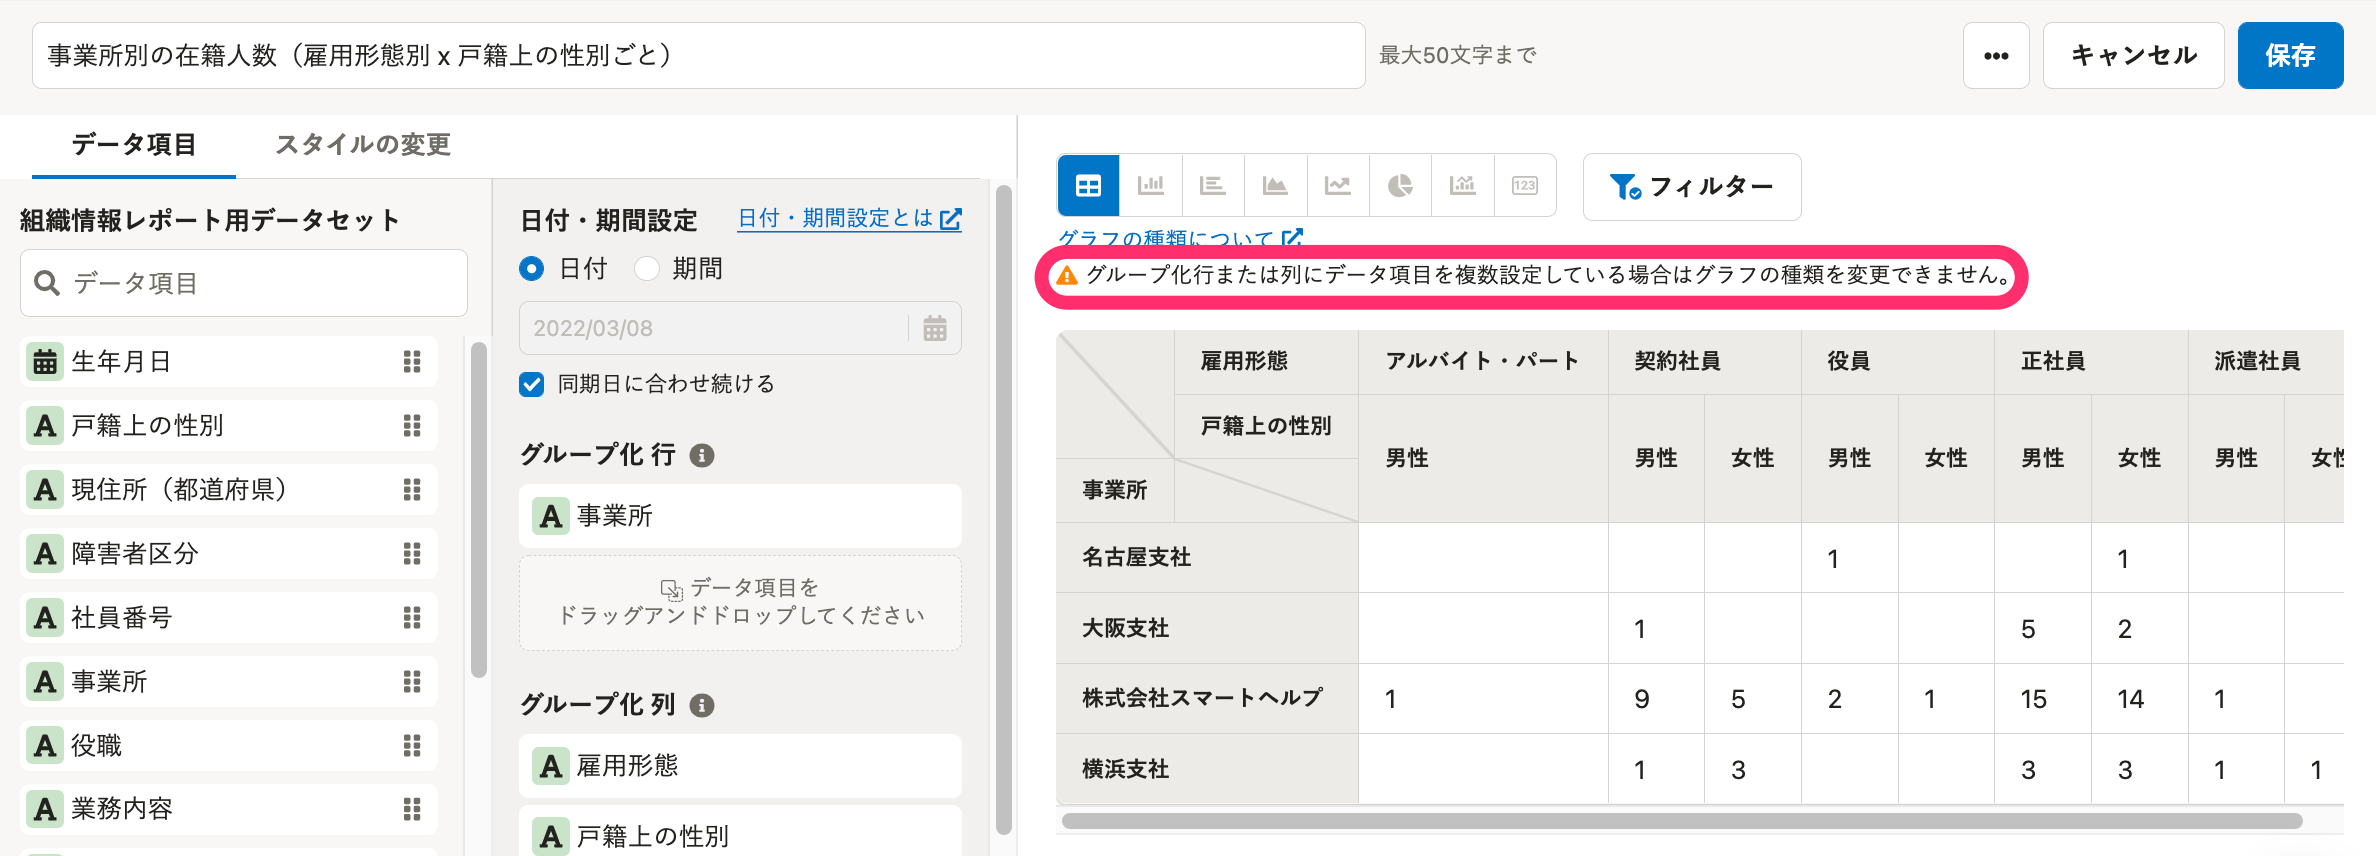 事業所別の在籍人数（雇用形態別 x 戸籍上の性別ごと）
最大50文字まで
キャンセル
保存
データ項目
スタイルの変更
組織情報レポート用データセット
データ項目
生年月日
A 戸籍上の性別
A 現住所（都道府県）
A 障害者区分
A 社員番号
A 事業所
A 役職
A 業務内容
日付・期間設定
日付・期間設定とは
日付
期間
2022/03/08
同期日に合わせ続ける
グループ化 行
A 事業所
データ項目を
ドラッグアンドドロップしてください
グループ化 列
A 雇用形態
A 戸籍上の性別
123
フィルター
グラフの種類について
グループ化行または列にデータ項目を複数設定している場合はグラフの種類を変更できません。
雇用形態 アルバイト・パート 契約社員 役員 正社員 派遣社員
戸籍上の性別
男性 男性 女性 男性 女性 男性 女性 男性 女性
事業所
名古屋支社 1 1
大阪支社 1 5 2
株式会社スマートヘルプ 1 9 5 2 1 15 14 1
横浜支社 1 3 3 3 1 1